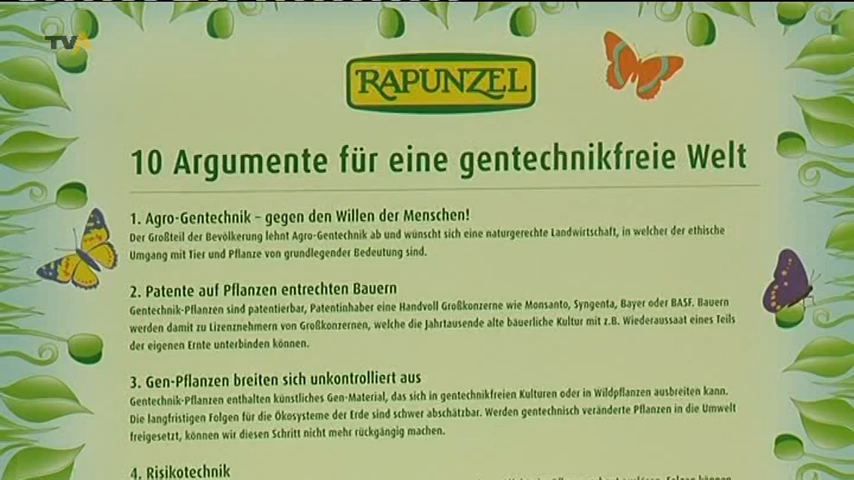 TVA
RAPUNZEL
10 Argumente für eine gentechnikfreie Welt
1. Agro-Gentechnik – gegen den Willen der Menschen!
Der Großteil der Bevölkerung lehnt Agro-Gentechnik ab und wünscht sich eine naturgerechte Landwirtschaft, in welcher der ethische
Umgang mit Tier und Pflanze von grundlegender Bedeutung sind.
2. Patente auf Pflanzen entrechten Bauern
Gentechnik-Pflanzen sind patentierbar, Patentinhaber eine Handvoll Großkonzerne wie Monsanto, Syngenta, Bayer oder BASF. Bauern
werden damit zu Lizenznehmern von Großkonzernen, welche die Jahrtausende alte bäuerliche Kultur mit z.B. Wiederaussaat eines Teils
der eigenen Ernte unterbinden können.
3. Gen-Pflanzen breiten sich unkontrolliert aus
Gentechnik-Pflanzen enthalten künstliches Gen-Material, das sich in gentechnikfreien Kulturen oder in Wildpflanzen ausbreiten kann.
Die langfristigen Folgen für die Ökosysteme der Erde sind schwer abschätzbar. Werden gentechnisch veränderte Pflanzen in die Umwelt
freigesetzt, können wir diesen Schritt nicht mehr rückgängig machen.
4. Risikotechnik